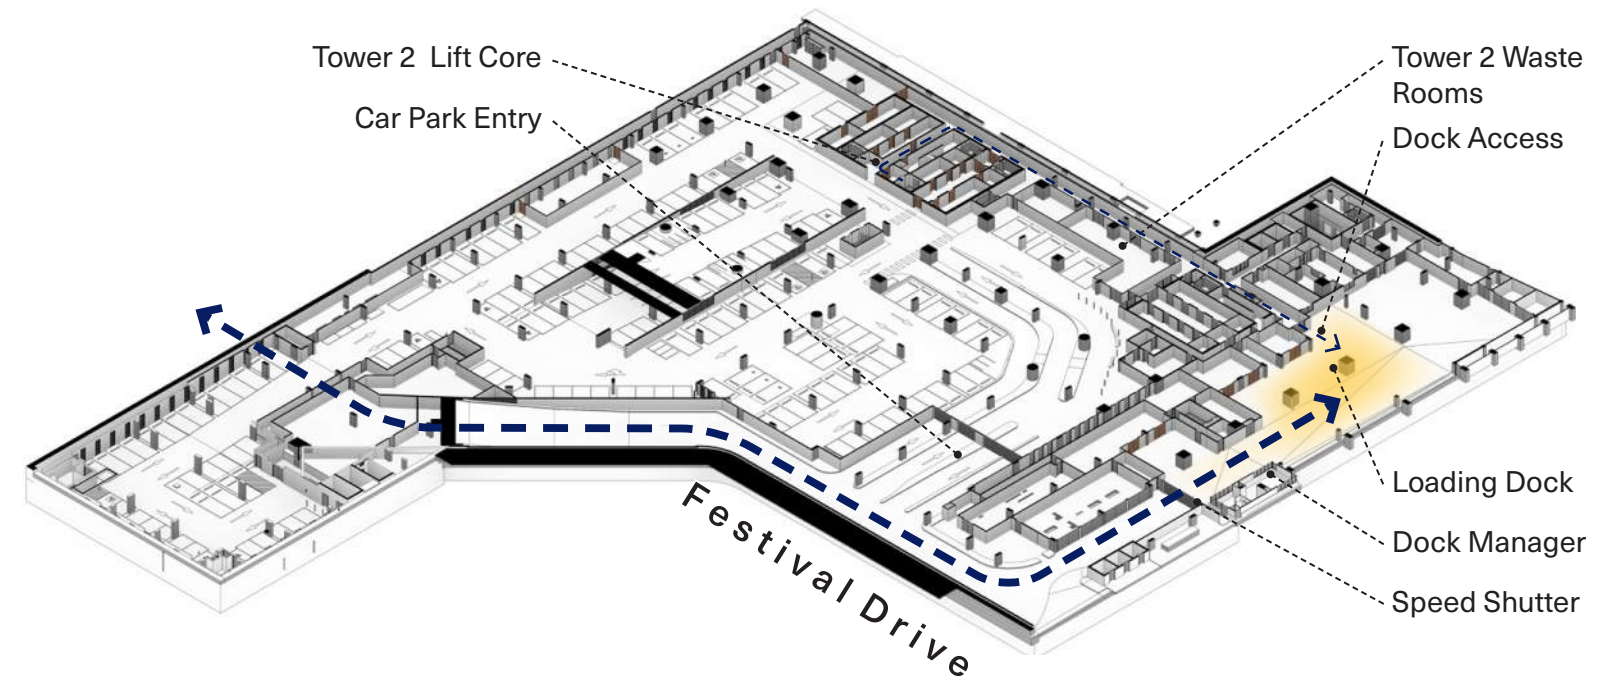 Tower 2 Lift Core
Car Park Entry
Tower 2 Waste
Rooms
Dock Access
Loading Dock
Dock Manager
Speed Shutter
Festival Drive